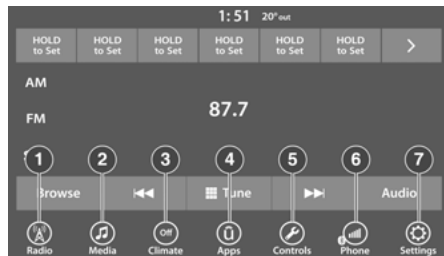 1:51 20° out
HOLD to Set HOLD to Set HOLD to Set HOLD to Set HOLD to Set HOLD to Set >
AM
FM
87.7
1 2 3 4 5 6 7
Browse Tune Audio
Off
Radio Media Climate Apps Controls Phone Settings